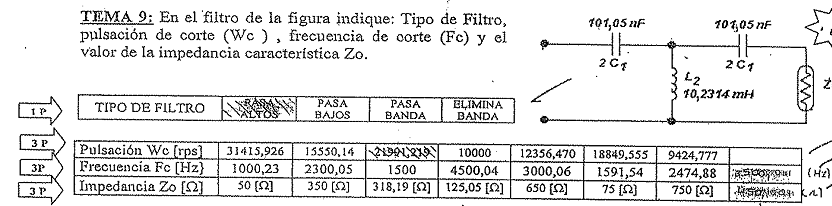 TEMA 9: En el filtro de la figura indique: Tipo de Filtro,
pulsación de corte (Wc ) , frecuencia de corte (Fc) y el
valor de la impedancia característica Zo.
101,05 nF
101,05 nF
2 C1
2 C1
L2
10,2314 mH
Z
1 P
TIPO DE FILTRO PASA ALTOS PASA BAJOS PASA BANDA ELIMINA BANDA
3 P
Pulsación Wc [rps] 31415,926 15550,14 21991,219 10000 12356,470 18849,555 9424,777
3P
Frecuencia Fc [Hz] 1000,23 2300,05 1500 4500,04 3000,06 1591,54 2474,88 (Hz)
3 P
Impedancia Zo [Ω] 50 [Ω] 350 [Ω] 318,19 [Ω] 125,05 [Ω] 650 [Ω] 75 [Ω] 750 [Ω]